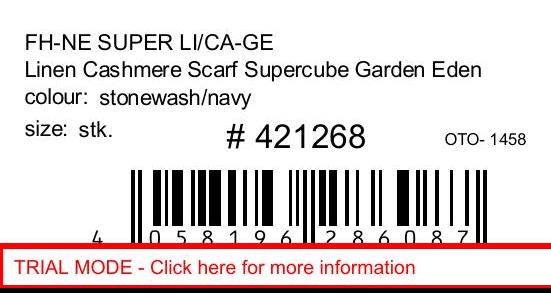 FH-NE SUPER LI/CA-GE
Linen Cashmere Scarf Supercube Garden Eden
colour: stonewash/navy
size: stk.
# 421268
OTO- 1458
4 058196 286087
TRIAL MODE - Click here for more information